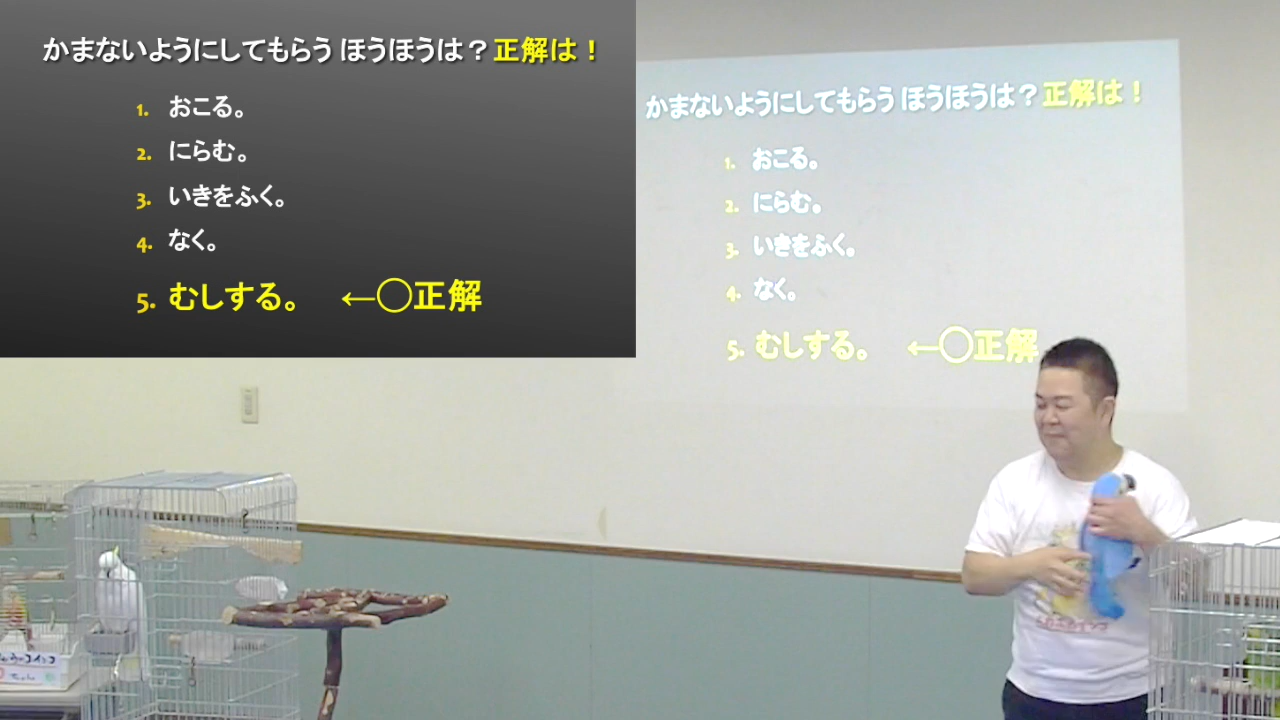 かまないようにしてもらう ほうほうは？正解は！
1. おこる。
2. にらむ。
3. いきをふく。
4. なく。
5. むしする。 ←◯正解
かまないようにしてもらう ほうほうは？正解は！
1. おこる。
2. にらむ。
3. いきをふく。
4. なく。
5. むしする。 ←◯正解